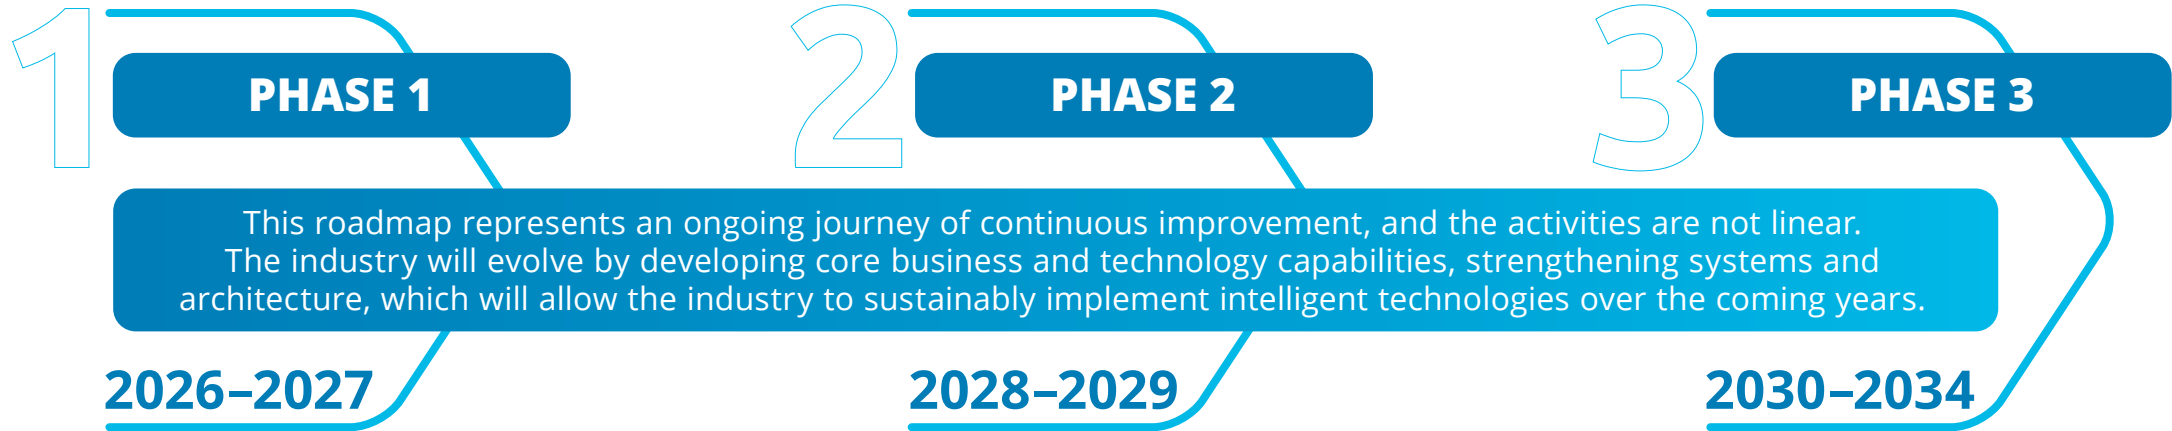 1
PHASE 1
2
PHASE 2
3
PHASE 3
This roadmap represents an ongoing journey of continuous improvement, and the activities are not linear.
The industry will evolve by developing core business and technology capabilities, strengthening systems and
architecture, which will allow the industry to sustainably implement intelligent technologies over the coming years.
2026–2027
2028–2029
2030–2034